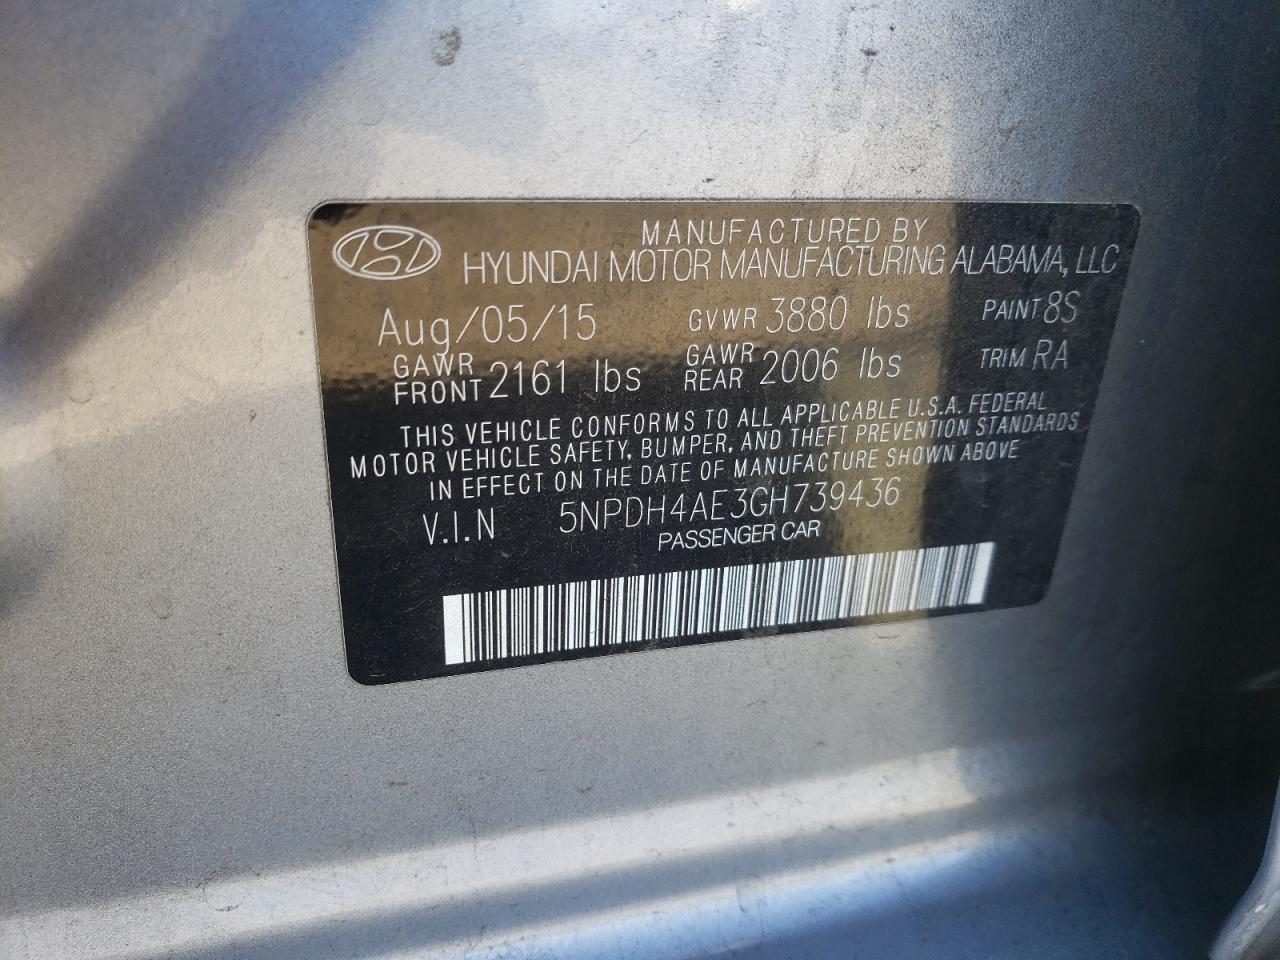 MANUFACTURED BY
HYUNDAI MOTOR MANUFACTURING ALABAMA, LLC
Aug/05/15 GVWR 3880 lbs PAINT 8S
GAWR FRONT 2161 lbs GAWR REAR 2006 lbs TRIM RA
THIS VEHICLE CONFORMS TO ALL APPLICABLE U.S.A. FEDERAL
MOTOR VEHICLE SAFETY, BUMPER, AND THEFT PREVENTION STANDARDS
IN EFFECT ON THE DATE OF MANUFACTURE SHOWN ABOVE
V.I.N 5NPDH4AE3GH739436
PASSENGER CAR